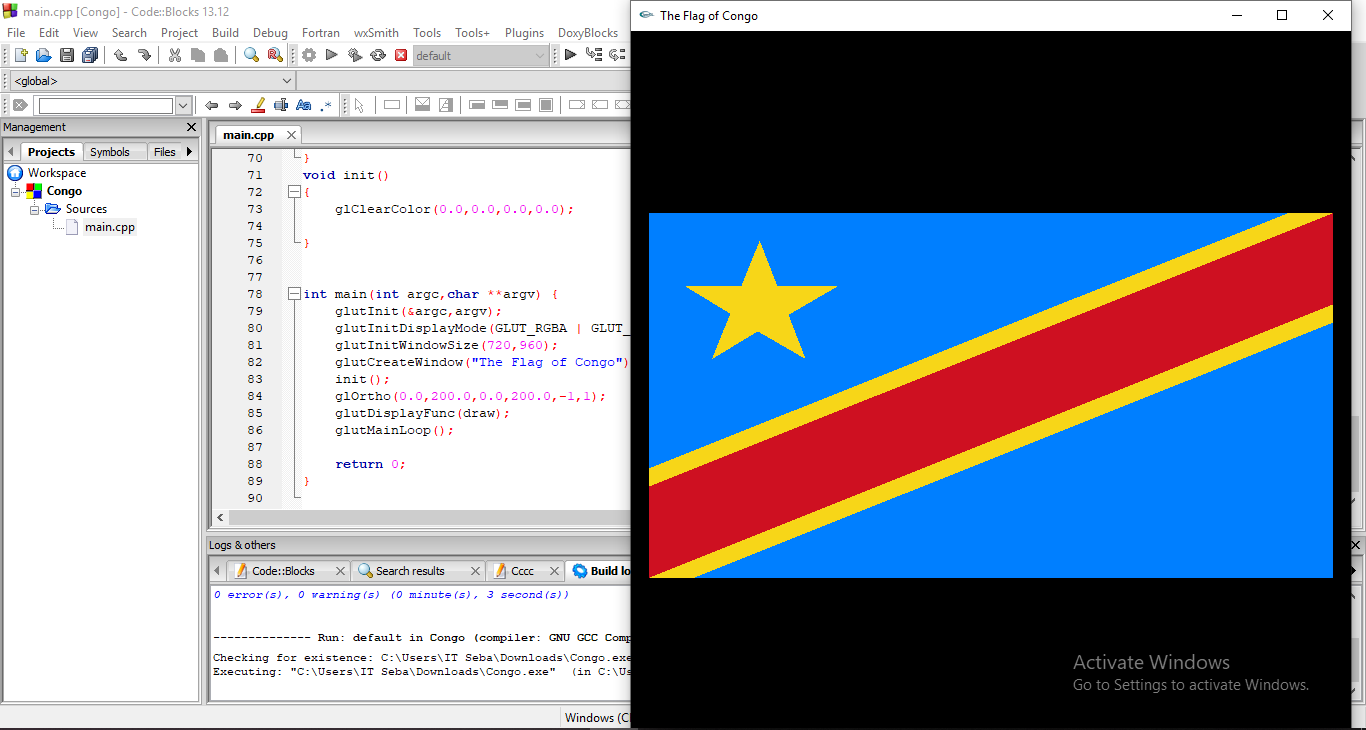 main.cpp [Congo] - Code::Blocks 13.12
File Edit View Search Project Build Debug Fortran wxSmith Tools Tools+ Plugins DoxyBlocks
default
<global>
Aa .*
Management
Projects Symbols Files
Workspace
Congo
Sources
main.cpp
main.cpp
70 }
71 void init()
72 {
73 glClearColor(0.0,0.0,0.0,0.0);
74
75 }
76
77
78 int main(int argc,char **argv) {
79 glutInit(&argc,argv);
80 glutInitDisplayMode(GLUT_RGBA | GLUT_
81 glutInitWindowSize(720,960);
82 glutCreateWindow("The Flag of Congo")
83 init();
84 glOrtho(0.0,200.0,0.0,200.0,-1,1);
85 glutDisplayFunc(draw);
86 glutMainLoop();
87
88 return 0;
89 }
90
Logs & others
Code::Blocks Search results Cccc Build lo
0 error(s), 0 warning(s) (0 minute(s), 3 second(s))
-------------- Run: default in Congo (compiler: GNU GCC Comp
Checking for existence: C:\Users\IT Seba\Downloads\Congo.exe
Executing: "C:\Users\IT Seba\Downloads\Congo.exe" (in C:\Us
Windows (C
The Flag of Congo
Activate Windows
Go to Settings to activate Windows.